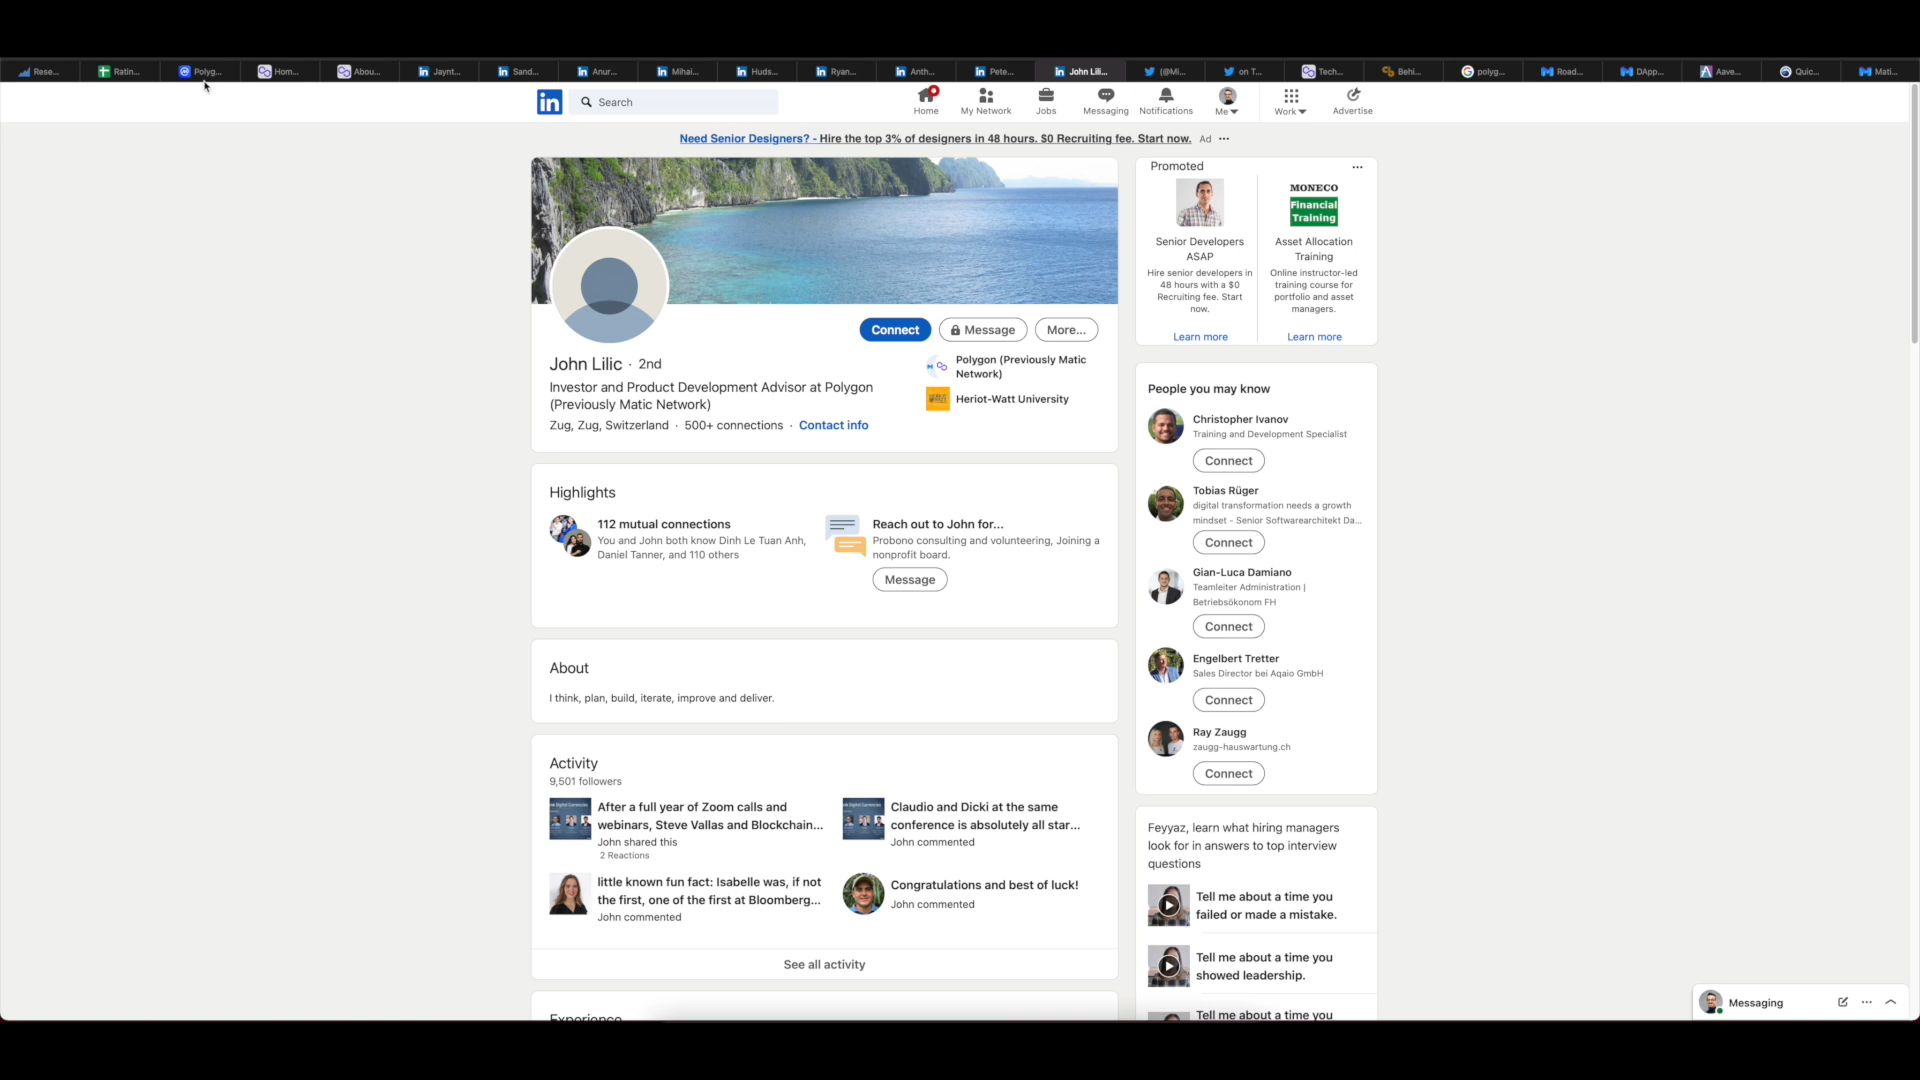 Rese...
Ratin...
Polyg...
Hom...
Abou...
Jaynt...
Sand...
Anur...
Mihai...
Huds...
Ryan...
Anth...
Pete...
John Lili...
(@Mi...
on T...
Tech...
Behi...
polyg...
Road...
DApp...
Aave...
Quic...
Mati...
in
Search
Home
My Network
Jobs
Messaging
Notifications
Me
Work
Advertise
Need Senior Designers? - Hire the top 3% of designers in 48 hours. $0 Recruiting fee. Start now. Ad
Connect
Message
More...
John Lilic · 2nd
Investor and Product Development Advisor at Polygon
(Previously Matic Network)
Zug, Zug, Switzerland · 500+ connections · Contact info
Polygon (Previously Matic
Network)
Heriot-Watt University
Highlights
112 mutual connections
You and John both know Dinh Le Tuan Anh,
Daniel Tanner, and 110 others
Reach out to John for...
Probono consulting and volunteering, Joining a
nonprofit board.
Message
About
I think, plan, build, iterate, improve and deliver.
Activity
9,501 followers
After a full year of Zoom calls and
webinars, Steve Vallas and Blockchain...
John shared this
2 Reactions
Claudio and Dicki at the same
conference is absolutely all star...
John commented
little known fun fact: Isabelle was, if not
the first, one of the first at Bloomberg...
John commented
Congratulations and best of luck!
John commented
See all activity
Experience
Promoted
Senior Developers
ASAP
Hire senior developers in
48 hours with a $0
Recruiting fee. Start
now.
Learn more
MONECO
Financial
Training
Asset Allocation
Training
Online instructor-led
training course for
portfolio and asset
managers.
Learn more
People you may know
Christopher Ivanov
Training and Development Specialist
Connect
Tobias Rüger
digital transformation needs a growth
mindset - Senior Softwarearchitekt Da...
Connect
Gian-Luca Damiano
Teamleiter Administration |
Betriebsökonom FH
Connect
Engelbert Tretter
Sales Director bei Aqaio GmbH
Connect
Ray Zaugg
zaugg-hauswartung.ch
Connect
Feyyaz, learn what hiring managers
look for in answers to top interview
questions
Tell me about a time you
failed or made a mistake.
Tell me about a time you
showed leadership.
Tell me about a time you
Messaging